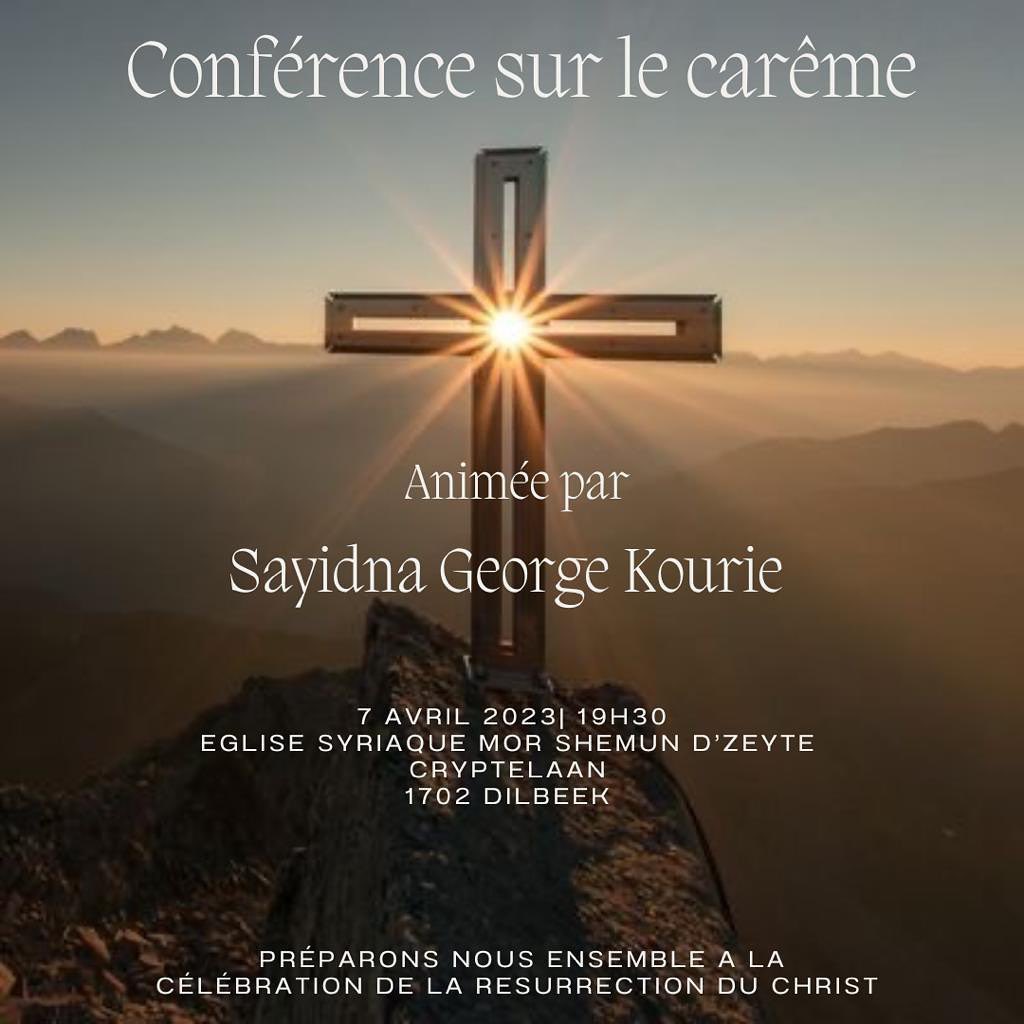 Conférence sur le carême
Animée par
Sayidna George Kourie
7 AVRIL 2023| 19H30
EGLISE SYRIAQUE MOR SHEMUN D'ZEYTE
CRYPTELAAN
1702 DILBEEK
PRÉPARONS NOUS ENSEMBLE A LA
CÉLÉBRATION DE LA RESURRECTION DU CHRIST